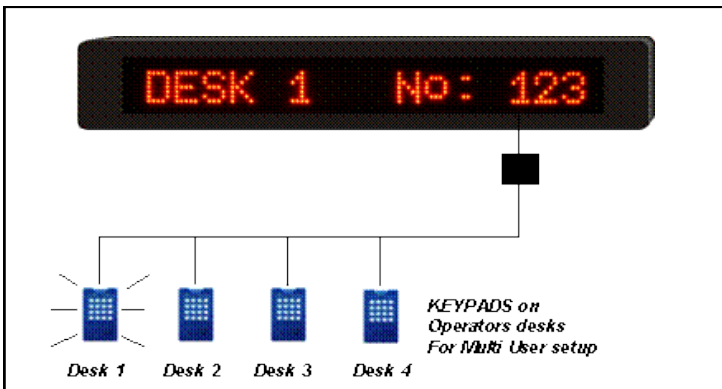 DESK 1 No: 123
KEYPADS on
Operators desks
For Multi User setup
Desk 1 Desk 2 Desk 3 Desk 4